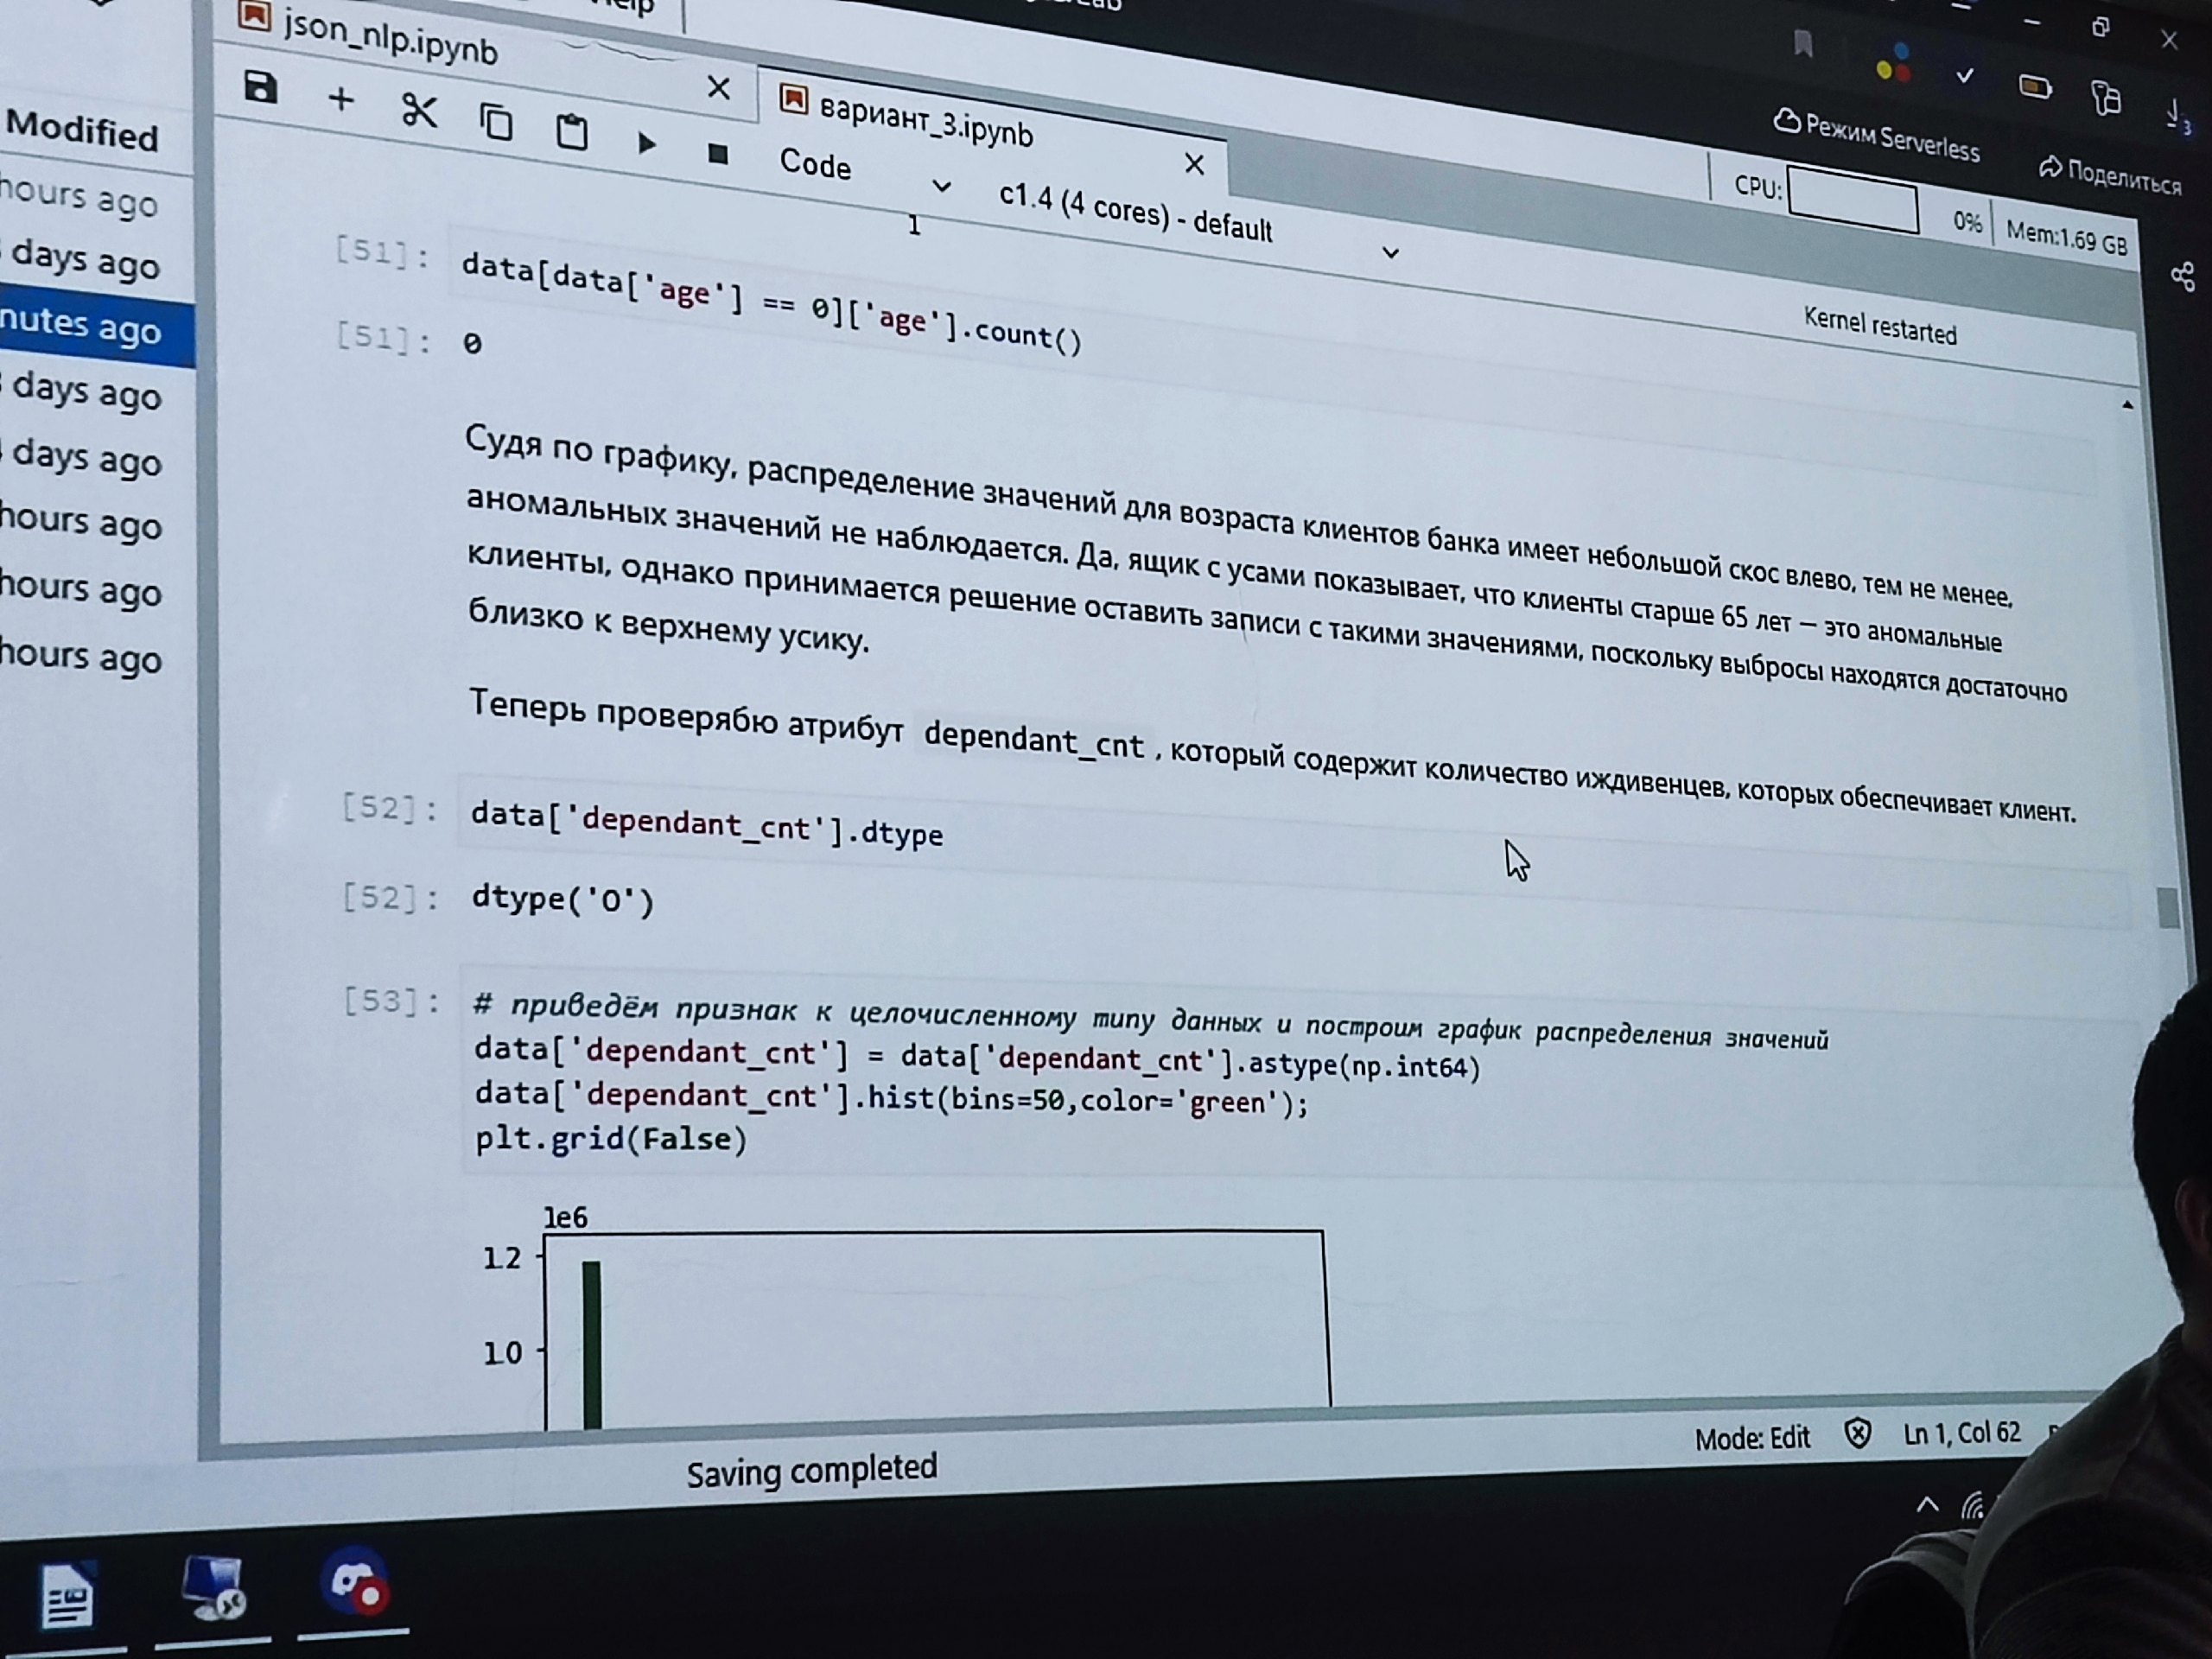 json_nlp.ipynb
вариант_3.ipynb
Режим Serverless
Поделиться
3
Code
c1.4 (4 cores) - default
CPU:
0%
Mem:1.69 GB
Kernel restarted
Modified
hours ago
days ago
nutes ago
days ago
days ago
hours ago
hours ago
hours ago
1
[51]: data[data['age'] == 0]['age'].count()
[51]: 0
Судя по графику, распределение значений для возраста клиентов банка имеет небольшой скос влево, тем не менее,
аномальных значений не наблюдается. Да, ящик с усами показывает, что клиенты старше 65 лет — это аномальные
клиенты, однако принимается решение оставить записи с такими значениями, поскольку выбросы находятся достаточно
близко к верхнему усику.
Теперь проверябю атрибут dependant_cnt , который содержит количество иждивенцев, которых обеспечивает клиент.
[52]: data['dependant_cnt'].dtype
[52]: dtype('O')
[53]: # приведём признак к целочисленному типу данных и построим график распределения значений
data['dependant_cnt'] = data['dependant_cnt'].astype(np.int64)
data['dependant_cnt'].hist(bins=50,color='green');
plt.grid(False)
1e6
1.2
1.0
Saving completed
Mode: Edit
Ln 1, Col 62